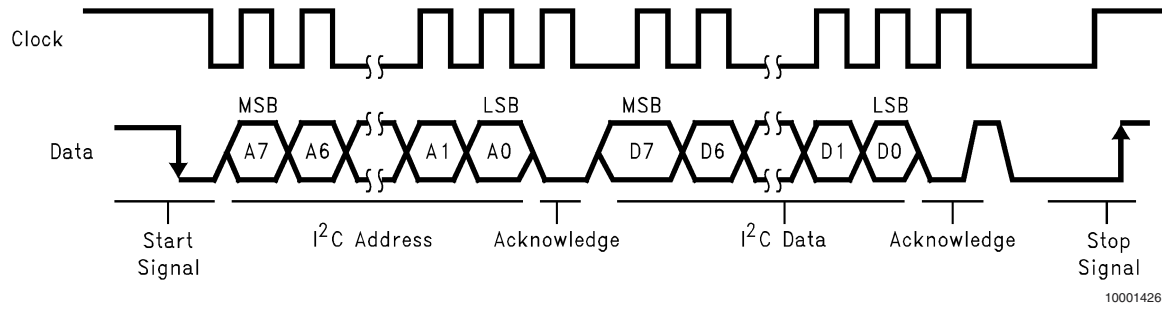 Clock
MSB LSB MSB LSB
Data A7 A6 A1 A0 D7 D6 D1 D0
Start Signal
I²C Address
Acknowledge
I²C Data
Acknowledge
Stop Signal
10001426